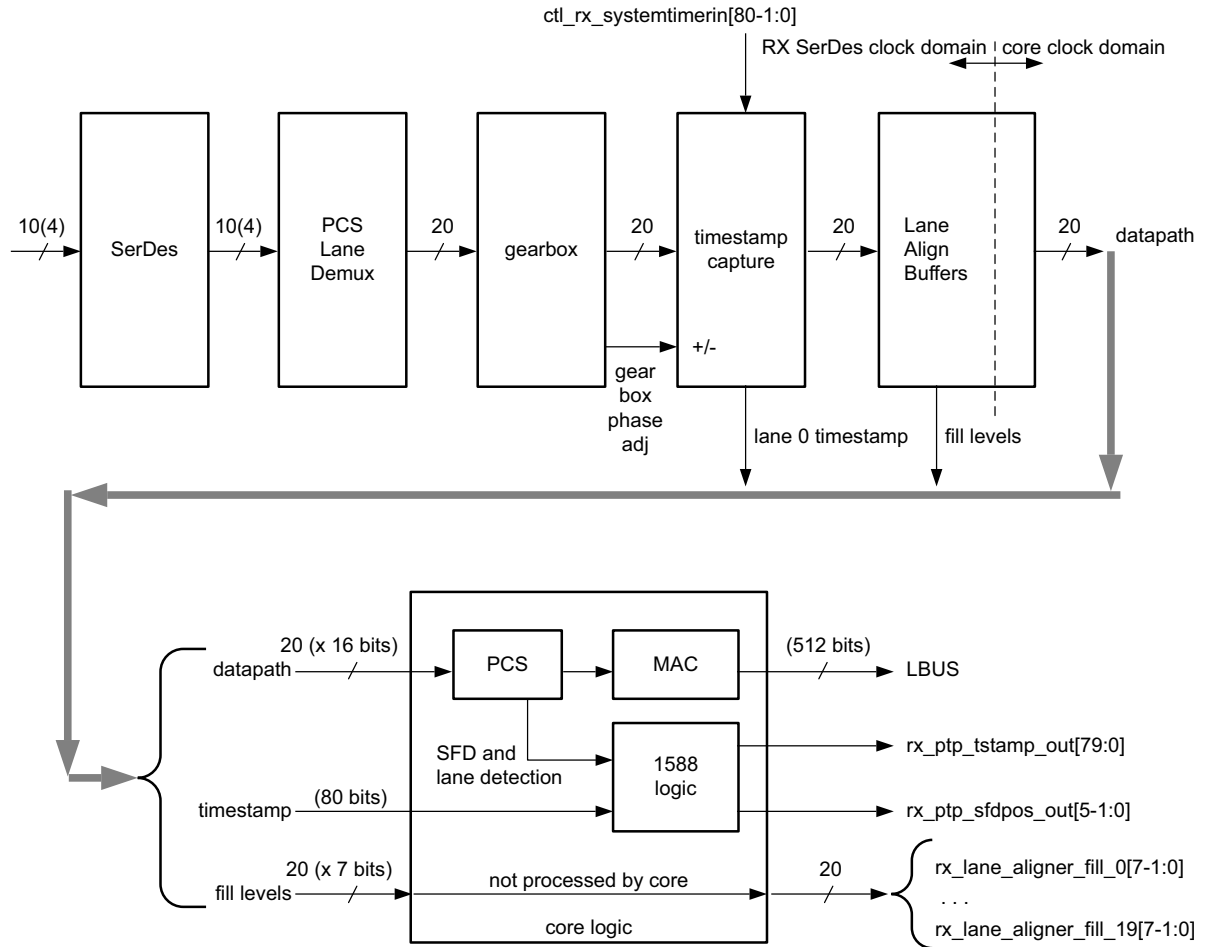 ctl_rx_systemtimerin[80-1:0]
RX SerDes clock domain
core clock domain
10(4)
SerDes
10(4)
PCS
Lane
Demux
20
gearbox
20
timestamp
capture
+/-
20
Lane
Align
Buffers
20
datapath
gear
box
phase
adj
lane 0 timestamp
fill levels
datapath
20 (x 16 bits)
PCS
MAC
(512 bits)
LBUS
SFD and
lane detection
1588
logic
rx_ptp_tstamp_out[79:0]
timestamp
(80 bits)
rx_ptp_sfdpos_out[5-1:0]
fill levels
20 (x 7 bits)
not processed by core
20
rx_lane_aligner_fill_0[7-1:0]
. . .
rx_lane_aligner_fill_19[7-1:0]
core logic